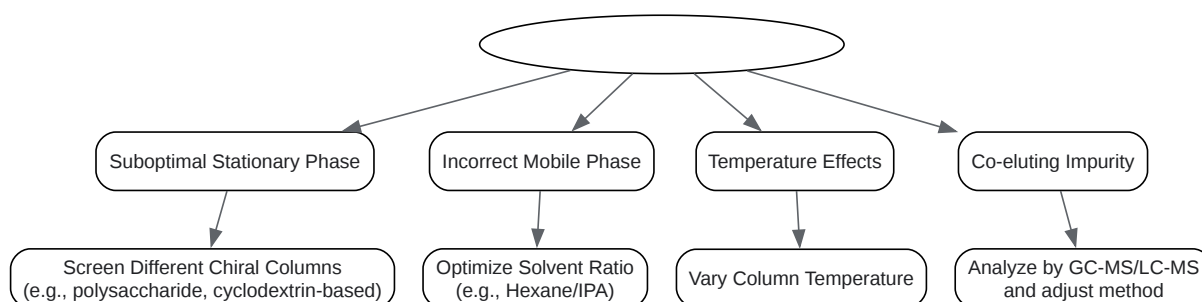 Suboptimal Stationary Phase
Incorrect Mobile Phase
Temperature Effects
Co-eluting Impurity
Screen Different Chiral Columns
(e.g., polysaccharide, cyclodextrin-based)
Optimize Solvent Ratio
(e.g., Hexane/IPA)
Vary Column Temperature
Analyze by GC-MS/LC-MS
and adjust method